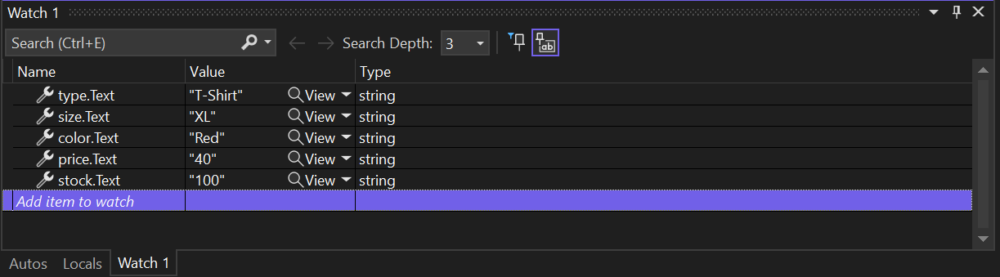 Watch 1
Search (Ctrl+E) Search Depth: 3 ab
Name Value Type
type.Text "T-Shirt" View string
size.Text "XL" View string
color.Text "Red" View string
price.Text "40" View string
stock.Text "100" View string
Add item to watch
Autos Locals Watch 1